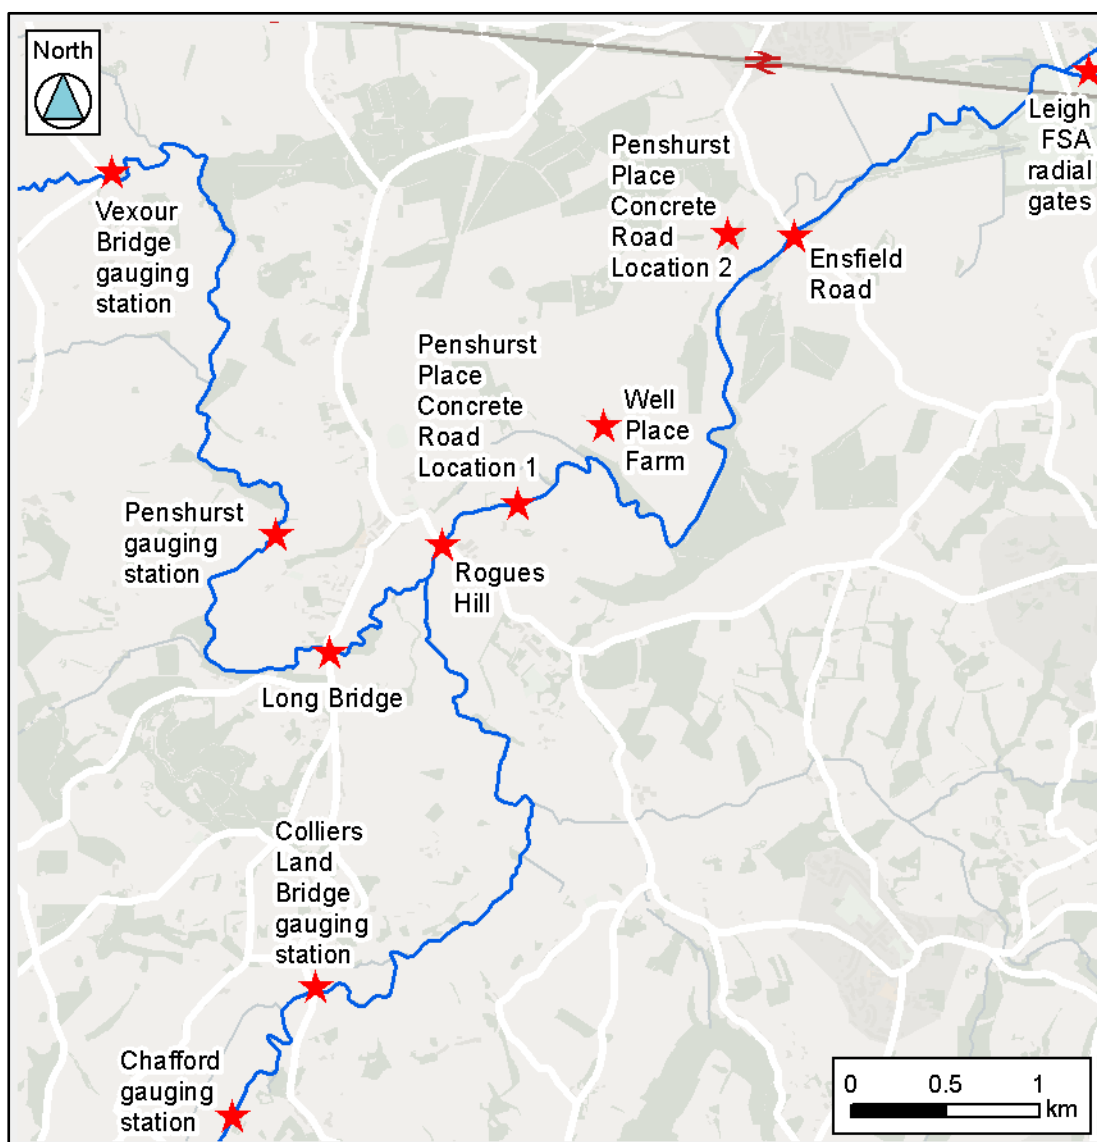 North
Leigh
FSA
radial
gates
Penshurst
Place
Concrete
Road
Location 2
Vexour
Bridge
gauging
station
Ensfield
Road
Penshurst
Place
Concrete
Road
Location 1
Well
Place
Farm
Penshurst
gauging
station
Rogues
Hill
Long Bridge
Colliers
Land
Bridge
gauging
station
Chafford
gauging
station
0 0.5 1
km